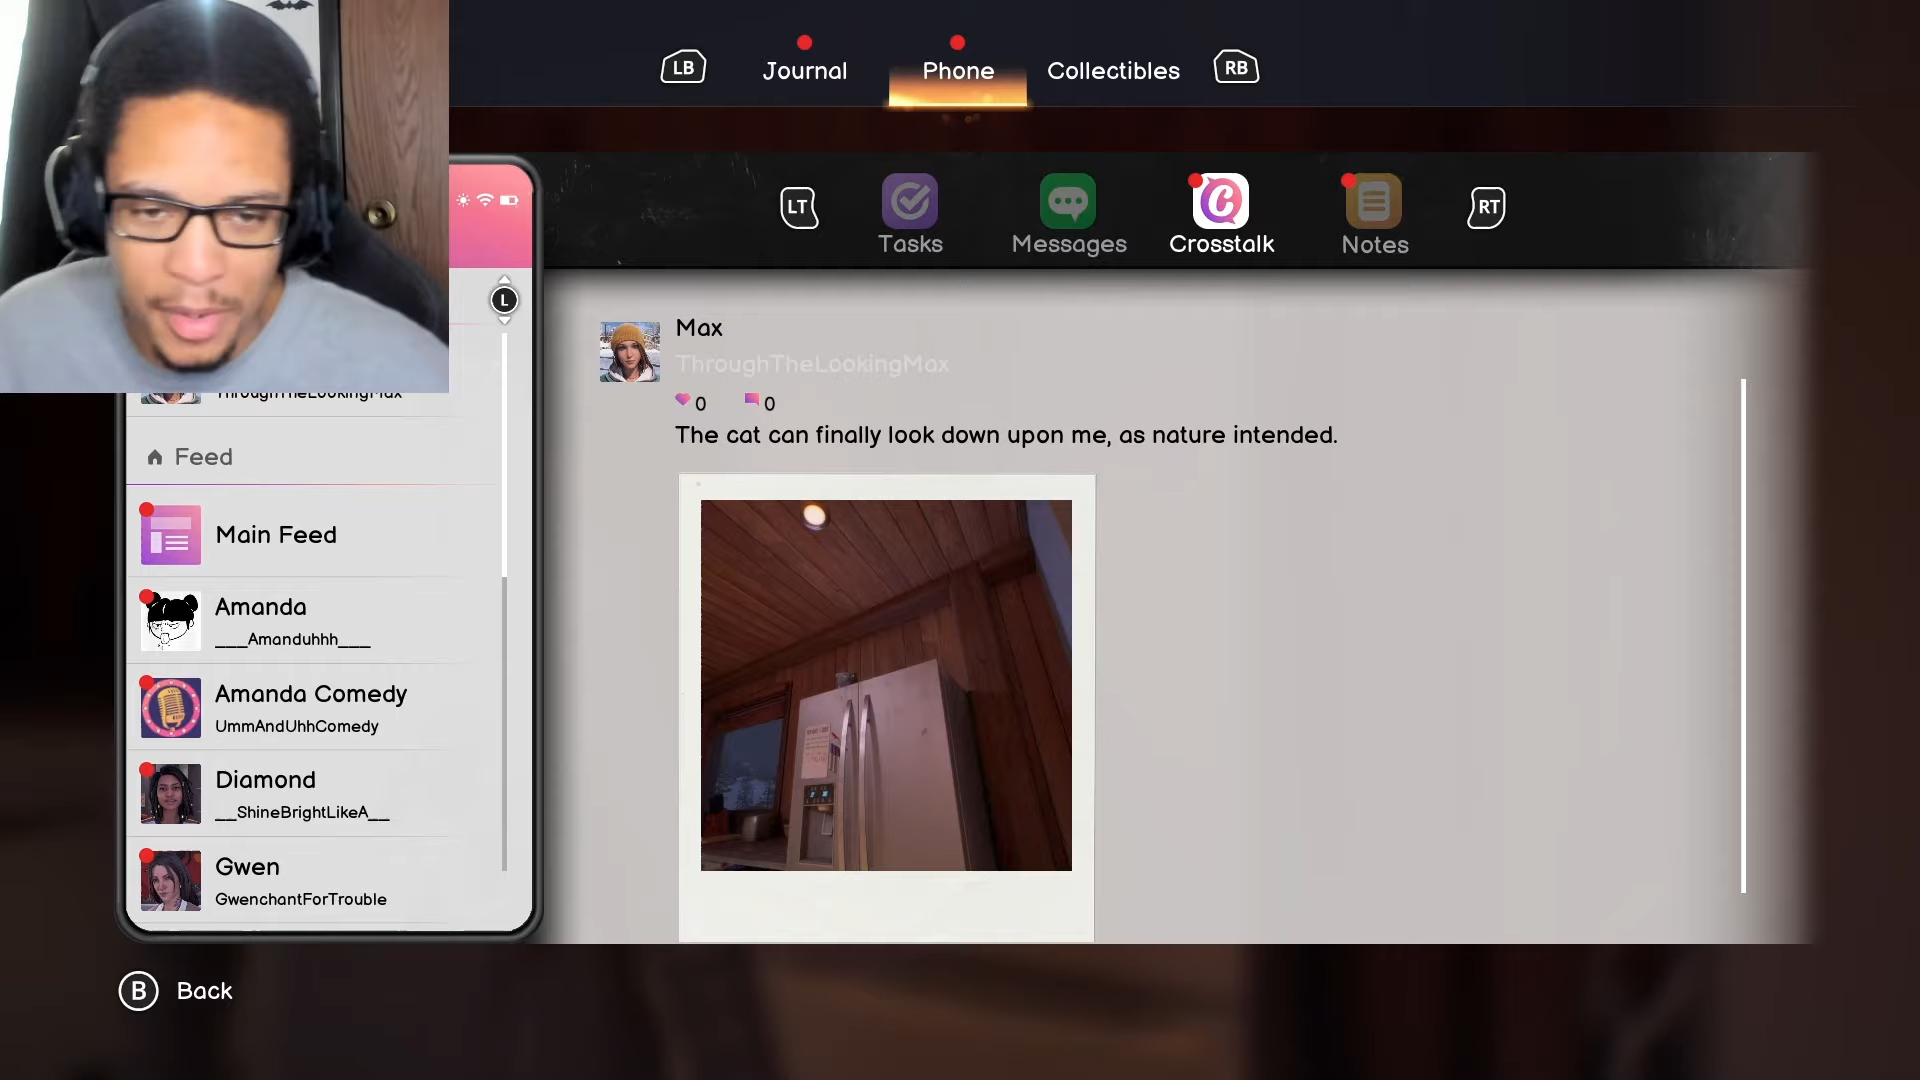 LB
Journal
Phone
Collectibles
RB
LT
Tasks
Messages
Crosstalk
Notes
RT
L
ThroughTheLookingMax
Feed
Main Feed
Amanda
___Amanduhhh___
Amanda Comedy
UmmAndUhhComedy
Diamond
__ShineBrightLikeA__
Gwen
GwenchantForTrouble
Max
ThroughTheLookingMax
0
0
The cat can finally look down upon me, as nature intended.
B
Back